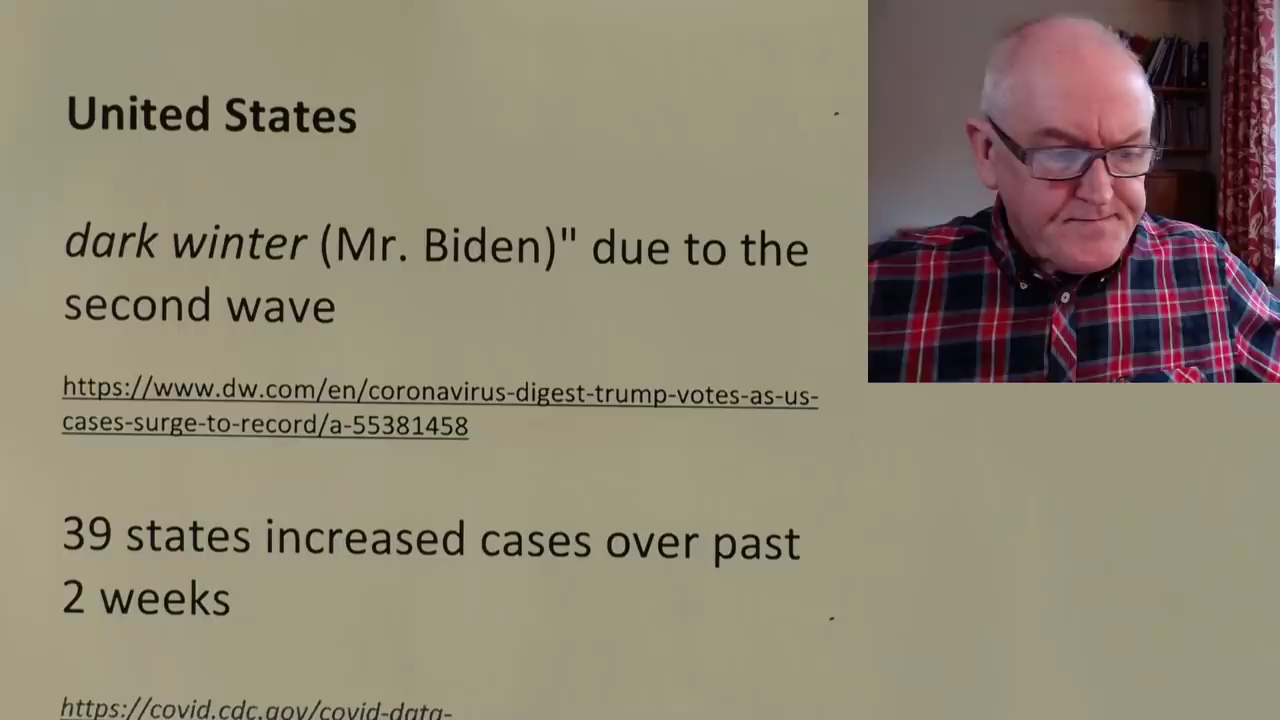 United States
dark winter (Mr. Biden)" due to the
second wave
https://www.dw.com/en/coronavirus-digest-trump-votes-as-us-
cases-surge-to-record/a-55381458
39 states increased cases over past
2 weeks
https://covid.cdc.gov/covid-data-